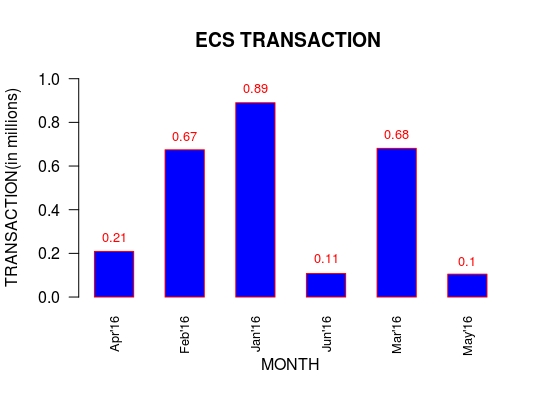 ECS TRANSACTION
TRANSACTION(in millions)
1.0
0.8
0.6
0.4
0.2
0.0
0.21
0.67
0.89
0.11
0.68
0.1
Apr'16
Feb'16
Jan'16
Jun'16
Mar'16
May'16
MONTH